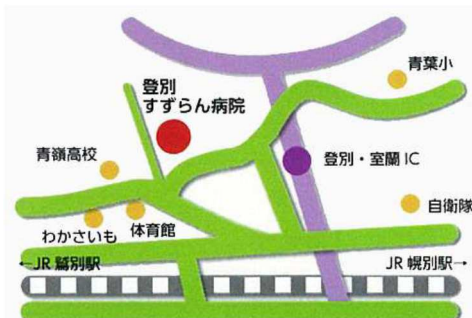 青葉小
登別
すずらん病院
青嶺高校
登別・室蘭 IC
自衛隊
わかさいも
体育館
←JR 鷲別駅
JR 幌別駅→